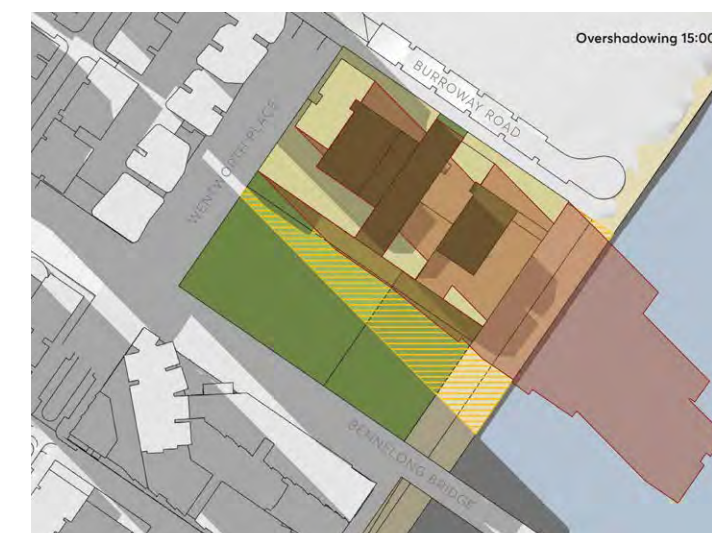 Overshadowing 15:00
BURROWAY ROAD
WENTWORTH PLACE
BENNELONG BRIDGE